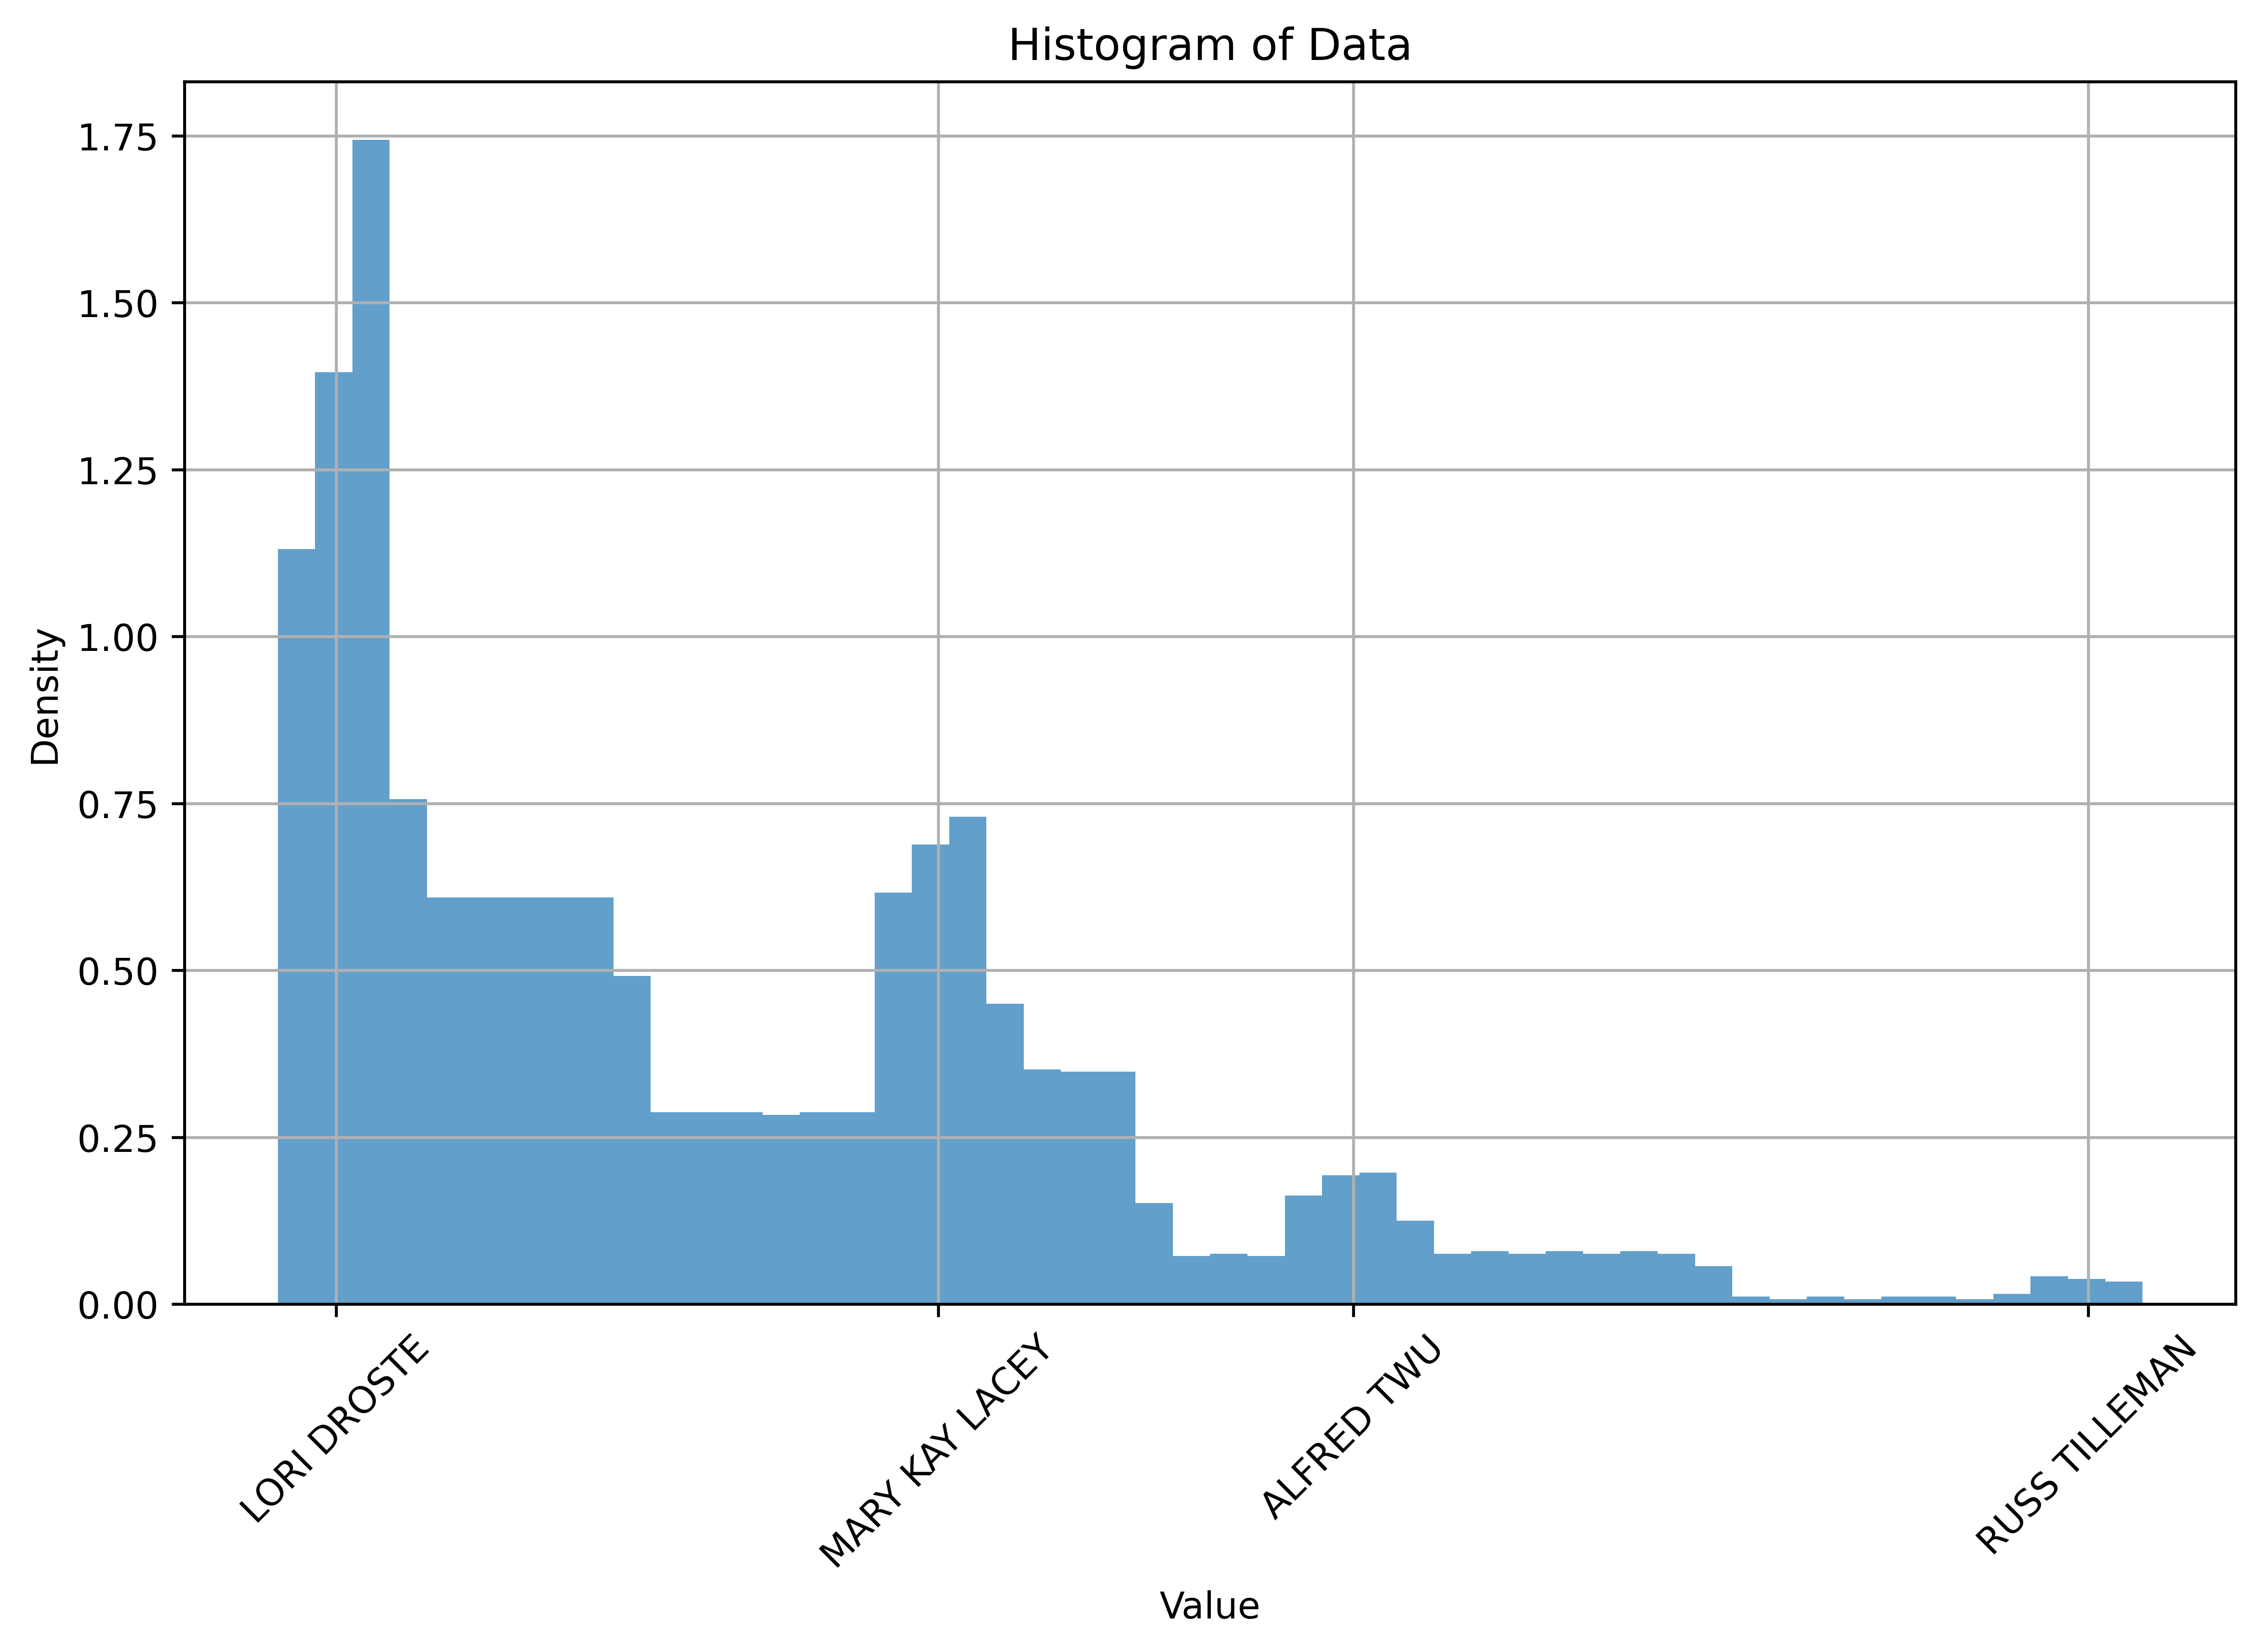 Histogram of Data
1.75
1.50
1.25
1.00
0.75
0.50
0.25
0.00
Density
LORI DROSTE
MARY KAY LACEY
ALFRED TWU
RUSS TILLEMAN
Value